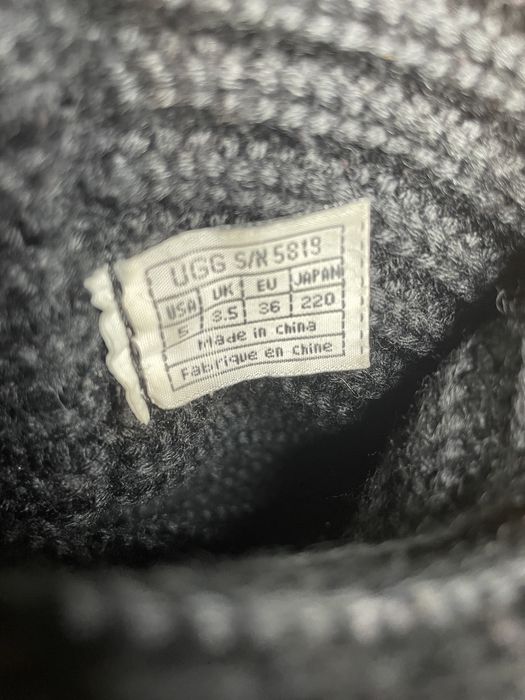 UGG S/N 5819
USA UK EU JAPAN
5 3.5 36 220
Made in China
Fabrique en Chine